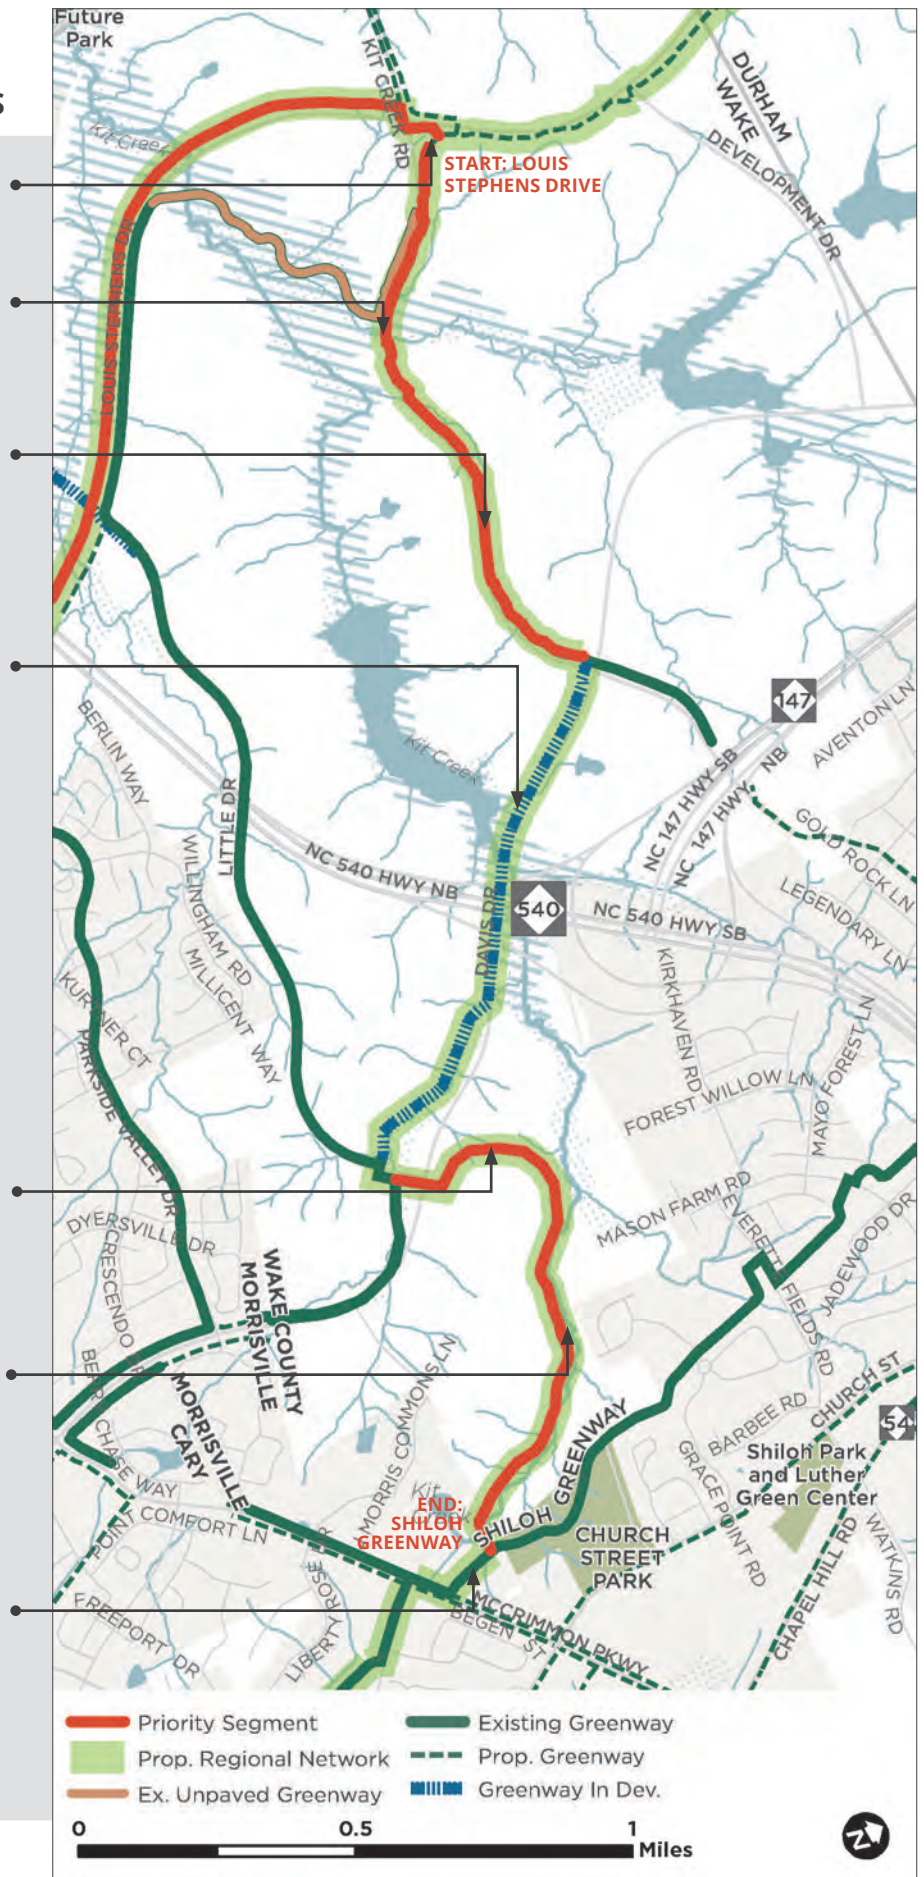 S
Future
Park
KIT CREEK RD
DURHAM
WAKE
DEVELOPMENT DR
Kit Creek
START: LOUIS
STEPHENS DRIVE
LOUIS STEPHENS DR
147
AVENTON LN
BERLIN WAY
Kit Creek
NC 147 HWY SB
NC 147 HWY NB
LITTLE DR
GOLD ROCK LN
WILLINGHAM RD
NC 540 HWY NB
540
NC 540 HWY SB
LEGENDARY LN
DAVIS DR
MILLICENT WAY
KIRKHAVEN RD
KURTNER CT
PARKSIDE VALLEY DR
MAYO FOREST LN
FOREST WILLOW LN
MASON FARM RD
EVERETT FIELDS RD
JADEWOOD DR
DYERSVILLE DR
CRESCENDO DR
WAKE COUNTY
MORRISVILLE
MORRISVILLE
CARY
MORRIS COMMONS LN
CHURCH ST
BARBEE RD
54
Shiloh Park
and Luther
Green Center
GRACE POINT RD
CHASE WAY
POINT COMFORT LN
Kit
END:
SHILOH
GREENWAY
SHILOH GREENWAY
CHURCH
STREET
PARK
CHAPEL HILL RD
WATKINS RD
LIBERTY ROSE DR
FREEPORT DR
MCCRIMMON PKWY
BEGEN ST
Priority Segment
Existing Greenway
Prop. Regional Network
Prop. Greenway
Ex. Unpaved Greenway
Greenway In Dev.
0 0.5 1
Miles
N